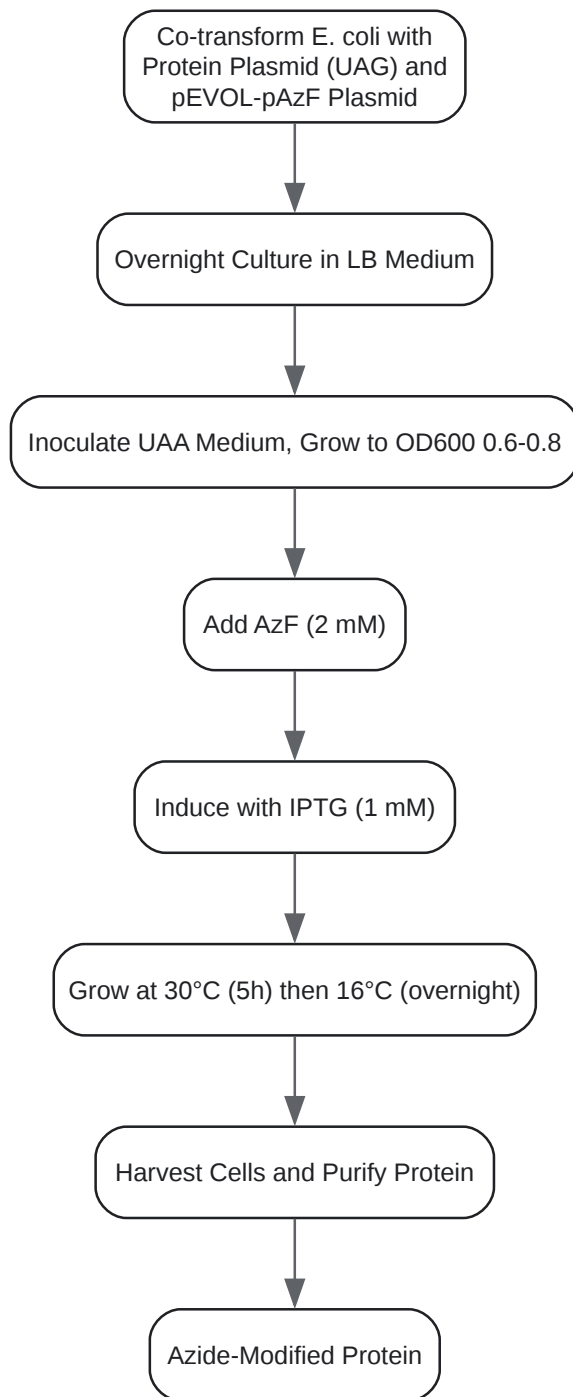 Co-transform E. coli with
Protein Plasmid (UAG) and
pEVOL-pAzF Plasmid
Overnight Culture in LB Medium
Inoculate UAA Medium, Grow to OD600 0.6-0.8
Add AzF (2 mM)
Induce with IPTG (1 mM)
Grow at 30°C (5h) then 16°C (overnight)
Harvest Cells and Purify Protein
Azide-Modified Protein